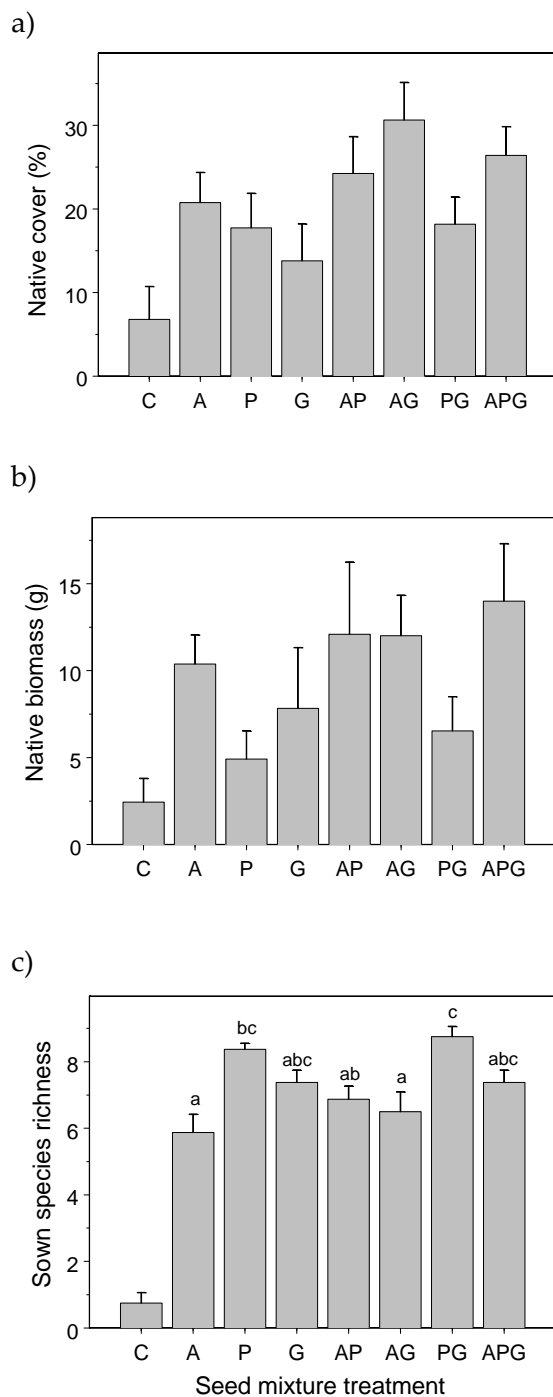 a)
Native cover (%)
30
20
10
0
C A P G AP AG PG APG
b)
Native biomass (g)
15
10
5
0
C A P G AP AG PG APG
c)
Sown species richness
8
6
4
2
0
a bc abc ab a c abc
C A P G AP AG PG APG
Seed mixture treatment